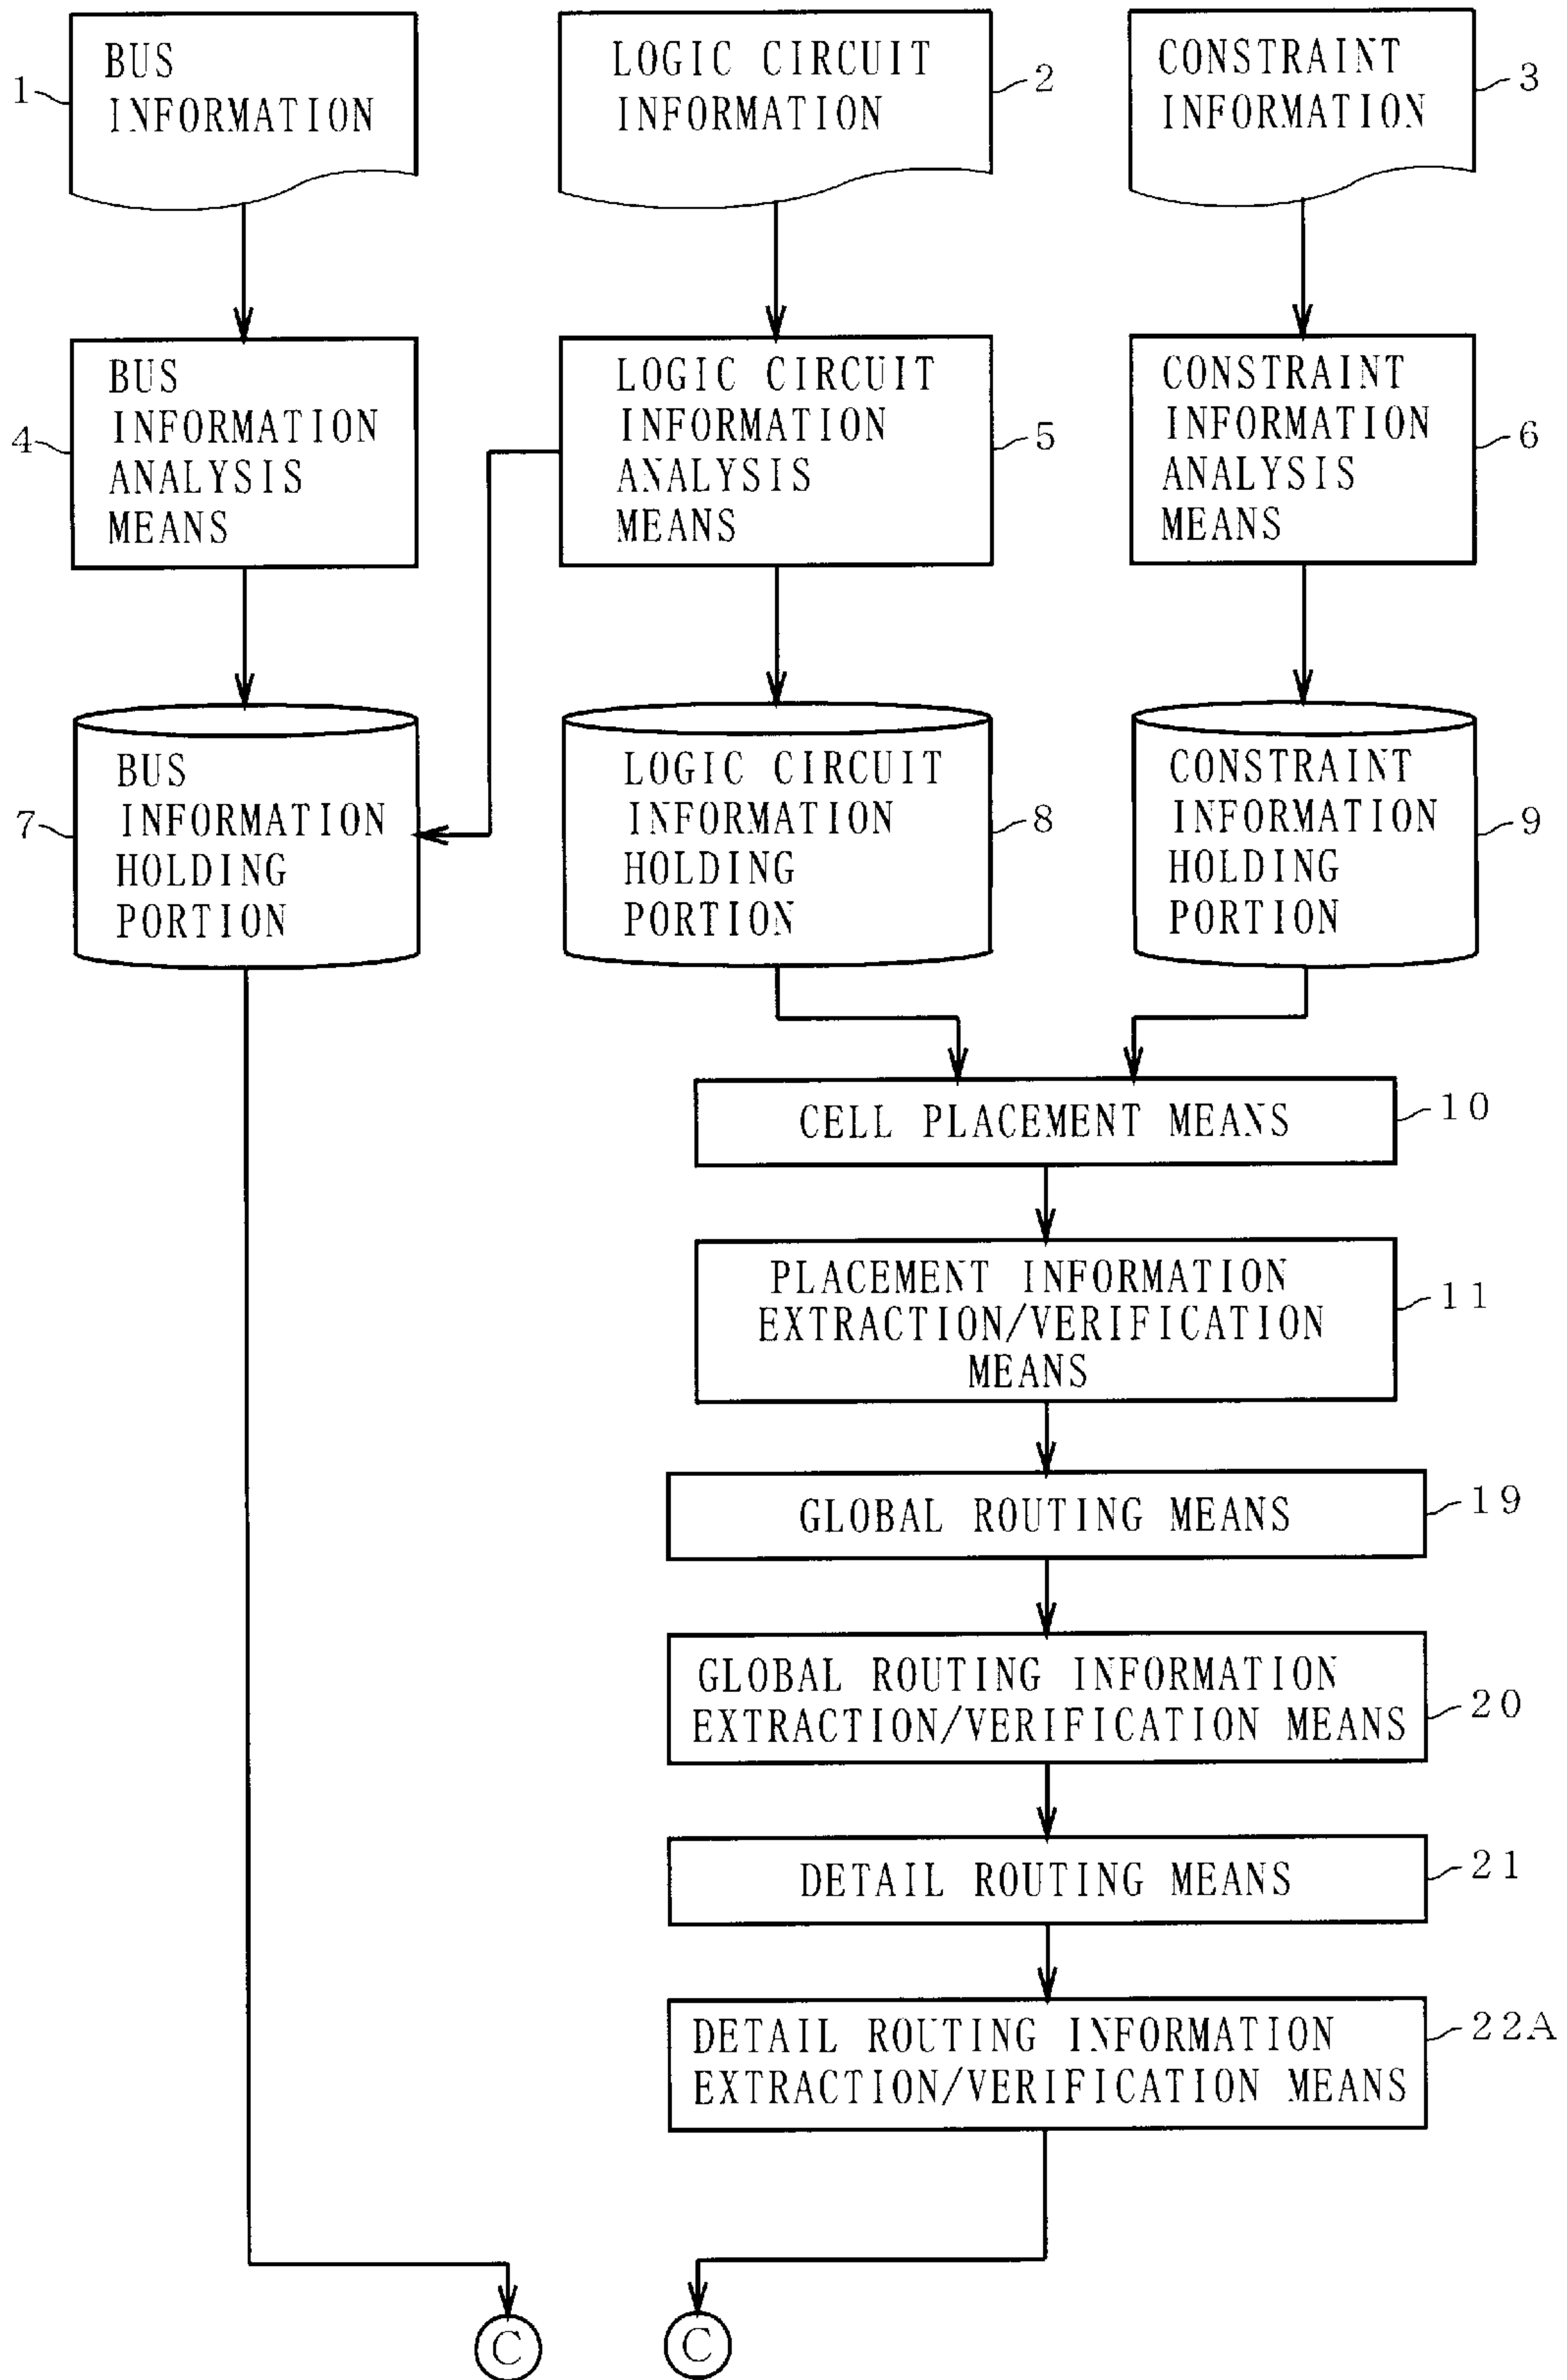 BUS
INFORMATION
1
LOGIC CIRCUIT
INFORMATION
2
CONSTRAINT
INFORMATION
3
BUS
INFORMATION
ANALYSIS
MEANS
4
LOGIC CIRCUIT
INFORMATION
ANALYSIS
MEANS
5
CONSTRAINT
INFORMATION
ANALYSIS
MEANS
6
BUS
INFORMATION
HOLDING
PORTION
7
LOGIC CIRCUIT
INFORMATION
HOLDING
PORTION
8
CONSTRAINT
INFORMATION
HOLDING
PORTION
9
CELL PLACEMENT MEANS
10
PLACEMENT INFORMATION
EXTRACTION/VERIFICATION
MEANS
11
GLOBAL ROUTING MEANS
19
GLOBAL ROUTING INFORMATION
EXTRACTION/VERIFICATION MEANS
20
DETAIL ROUTING MEANS
21
DETAIL ROUTING INFORMATION
EXTRACTION/VERIFICATION MEANS
22A
C
C